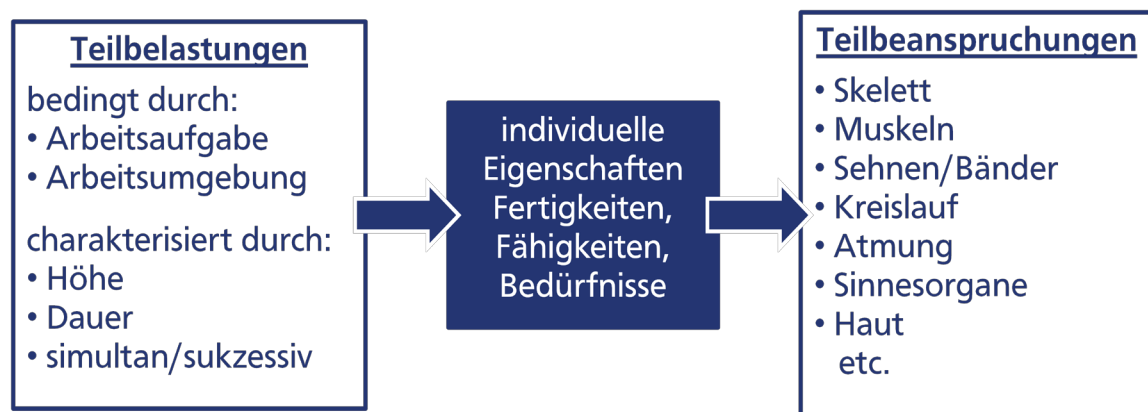 Teilbelastungen
bedingt durch:
• Arbeitsaufgabe
• Arbeitsumgebung
charakterisiert durch:
• Höhe
• Dauer
• simultan/sukzessiv
individuelle
Eigenschaften
Fertigkeiten,
Fähigkeiten,
Bedürfnisse
Teilbeanspruchungen
• Skelett
• Muskeln
• Sehnen/Bänder
• Kreislauf
• Atmung
• Sinnesorgane
• Haut
etc.